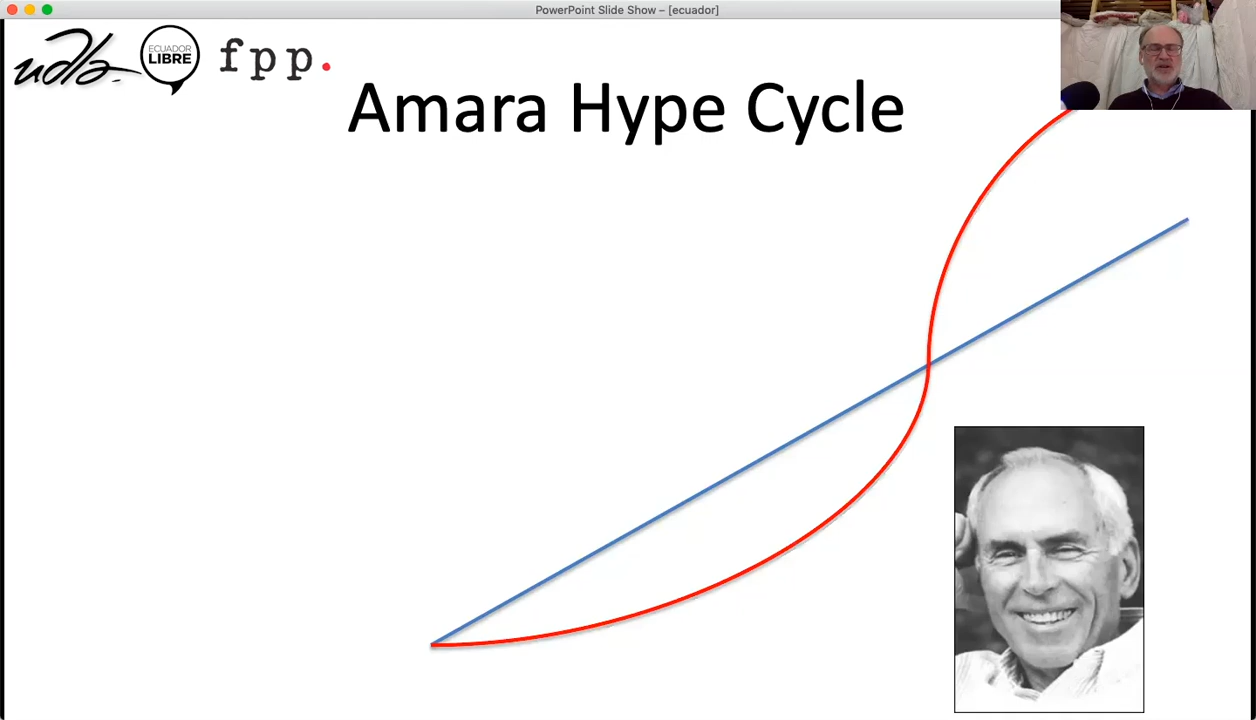 PowerPoint Slide Show – [ecuador]
udla-
ECUADOR
LIBRE
fpp.
Amara Hype Cycle